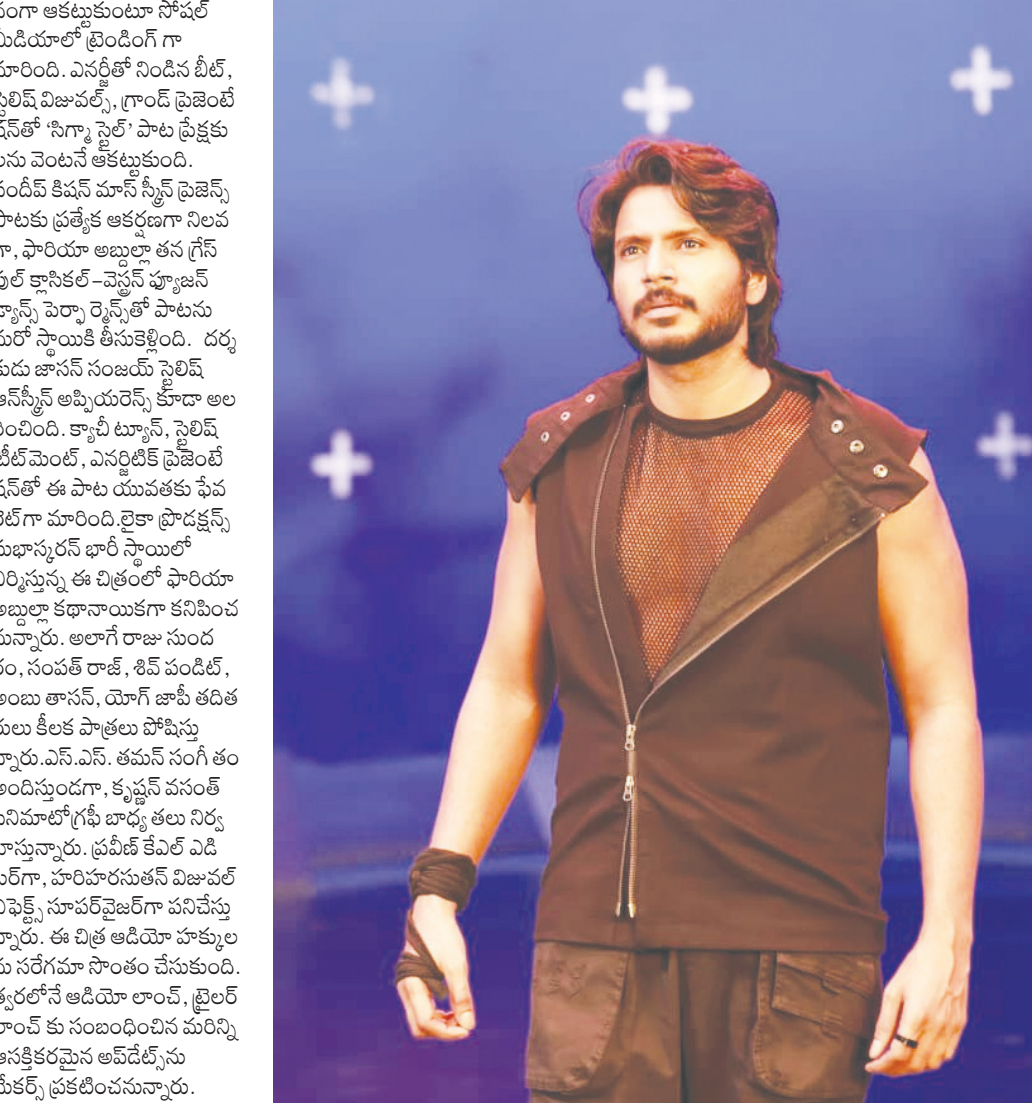 ఆకట్టుకుంటూ సోషల్
మీడియాలో ట్రెండింగ్ గా
మారింది. ఎనర్జీతో నిండిన బీట్,
స్టైలిష్ విజువల్స్, గ్రాండ్ ప్రెజెంటే
షన్‌తో ‘సిగ్మా స్టైల్’ పాట ప్రేక్షకు
లను వెంటనే ఆకట్టుకుంది.
సందీప్ కిషన్ మాస్ స్క్రీన్ ప్రెజెన్స్
పాటకు ప్రత్యేక ఆకర్షణగా నిలవ
గా, ఫారియా అబ్దుల్లా తన గ్రేస్
ఫుల్ క్లాసికల్–వెస్ట్రన్ ఫ్యూజన్
డ్యాన్స్ పెర్ఫా ర్మెన్స్‌తో పాటను
మరో స్థాయికి తీసుకెళ్లింది. దర్శ
కుడు జాసన్ సంజయ్ స్టైలిష్
ఆన్‌స్క్రీన్ అప్పియరెన్స్ కూడా అల
రించింది. క్యాచీ ట్యూన్, స్టైలిష్
ట్రీట్‌మెంట్, ఎనర్జిటిక్ ప్రెజెంటే
షన్‌తో ఈ పాట యువతకు ఫేవ
రెట్‌గా మారింది.లైకా ప్రొడక్షన్స్
సుభాస్కరన్ భారీ స్థాయిలో
నిర్మిస్తున్న ఈ చిత్రంలో ఫారియా
అబ్దుల్లా కథానాయికగా కనిపించ
నున్నారు. అలాగే రాజు సుంద
రం, సంపత్ రాజ్, శివ్ పండిట్,
అంబు తాసన్, యోగ్ జాపీ తదిత
రులు కీలక పాత్రలు పోషిస్తు
న్నారు.ఎస్.ఎస్. తమన్ సంగీ తం
అందిస్తుండగా, కృష్ణన్ వసంత్
సినిమాటోగ్రఫీ బాధ్య తలు నిర్వ
హిస్తున్నారు. ప్రవీణ్ కేఎల్ ఎడి
టర్‌గా, హరిహరసుతన్ విజువల్
ఎఫెక్ట్స్ సూపర్‌వైజర్‌గా పనిచేస్తు
న్నారు. ఈ చిత్ర ఆడియో హక్కుల
ను సరేగమా సొంతం చేసుకుంది.
త్వరలోనే ఆడియో లాంచ్, ట్రైలర్
లాంచ్ కు సంబంధించిన మరిన్ని
ఆసక్తికరమైన అప్‌డేట్స్‌ను
మేకర్స్ ప్రకటించనున్నారు.